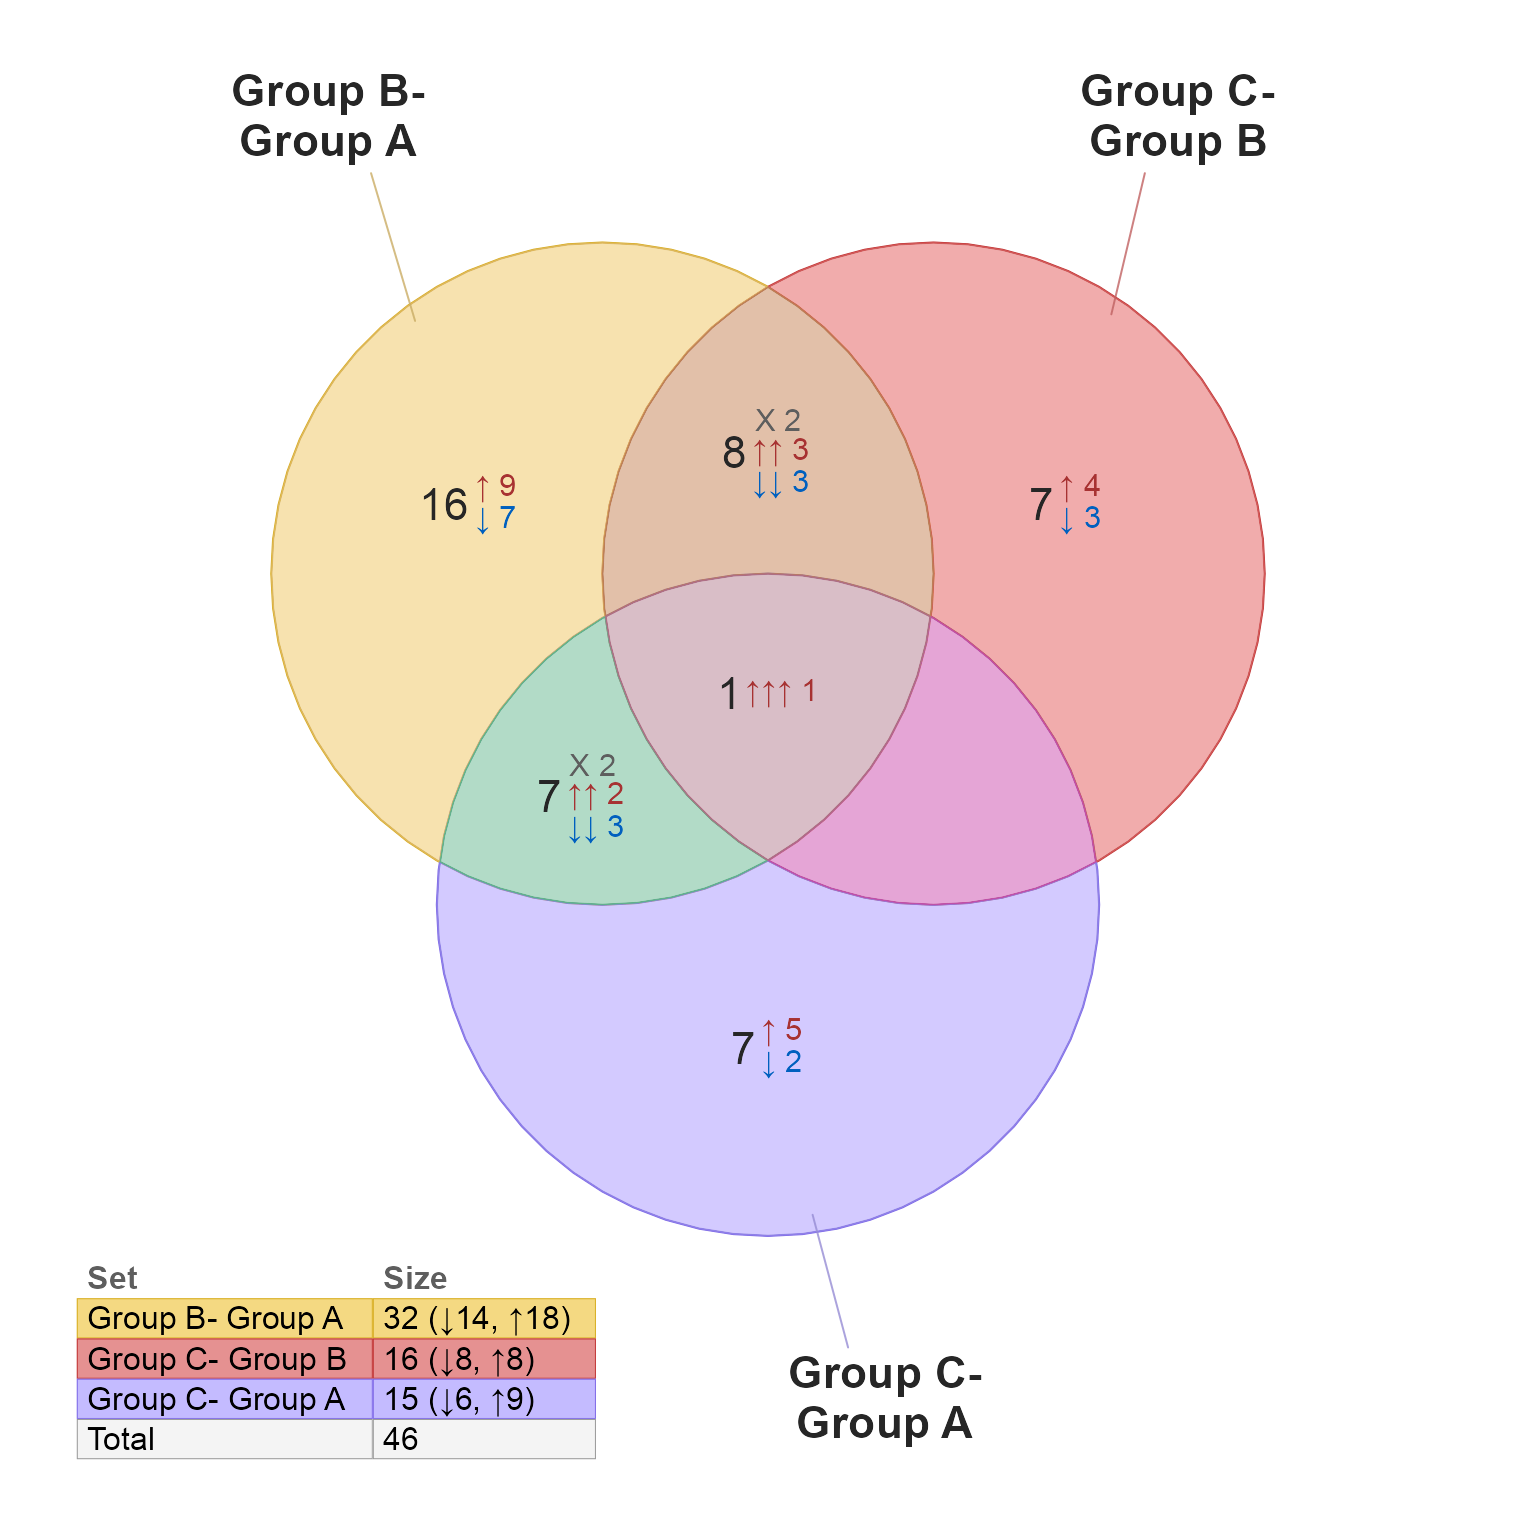 Group B-
Group A
Group C-
Group B
X 2
8 ↑↑ 3
↓↓ 3
16 ↑ 9
↓ 7
7 ↑ 4
↓ 3
1 ↑↑↑ 1
X 2
7 ↑↑ 2
↓↓ 3
7 ↑ 5
↓ 2
Set Size
Group B- Group A 32 (↓14, ↑18)
Group C- Group B 16 (↓8, ↑8)
Group C- Group A 15 (↓6, ↑9)
Total 46
Group C-
Group A